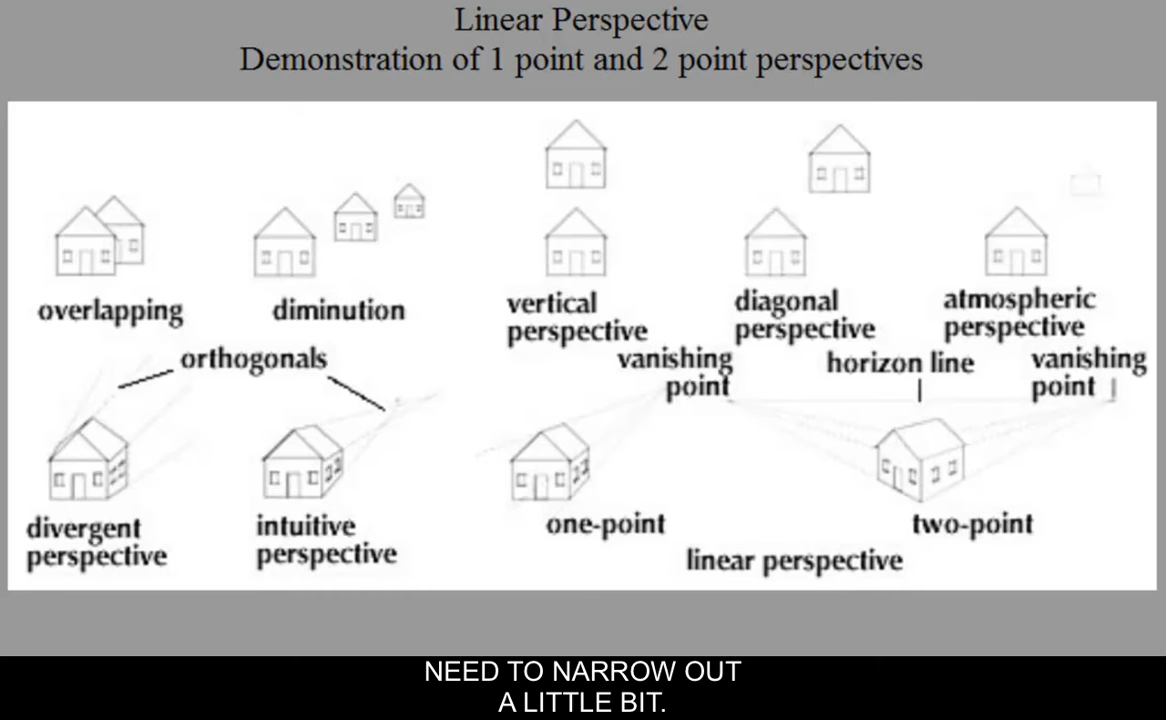 Linear Perspective
Demonstration of 1 point and 2 point perspectives
overlapping
diminution
vertical
perspective
diagonal
perspective
atmospheric
perspective
orthogonals
vanishing
point
horizon line
vanishing
point
divergent
perspective
intuitive
perspective
one-point
two-point
linear perspective
NEED TO NARROW OUT
A LITTLE BIT.